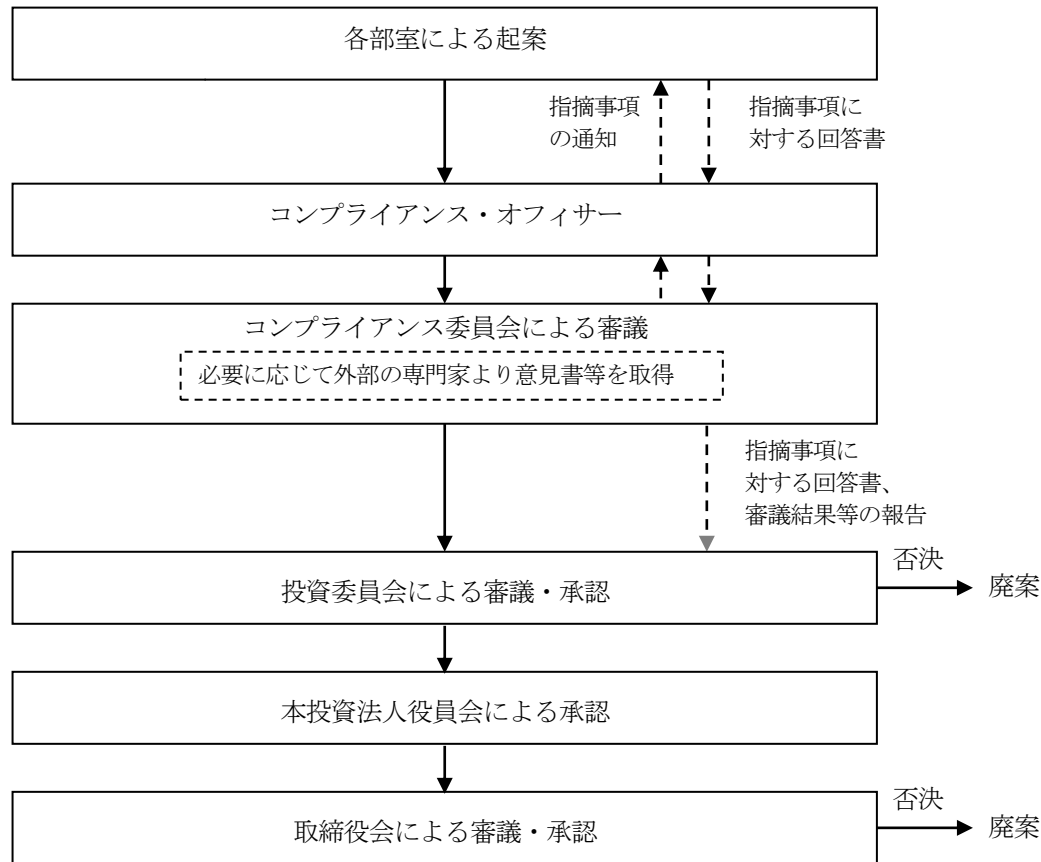 各部室による起案
指摘事項
の通知
指摘事項に
対する回答書
コンプライアンス・オフィサー
コンプライアンス委員会による審議
必要に応じて外部の専門家より意見書等を取得
指摘事項に
対する回答書、
審議結果等の報告
否決
投資委員会による審議・承認
廃案
本投資法人役員会による承認
否決
取締役会による審議・承認
廃案